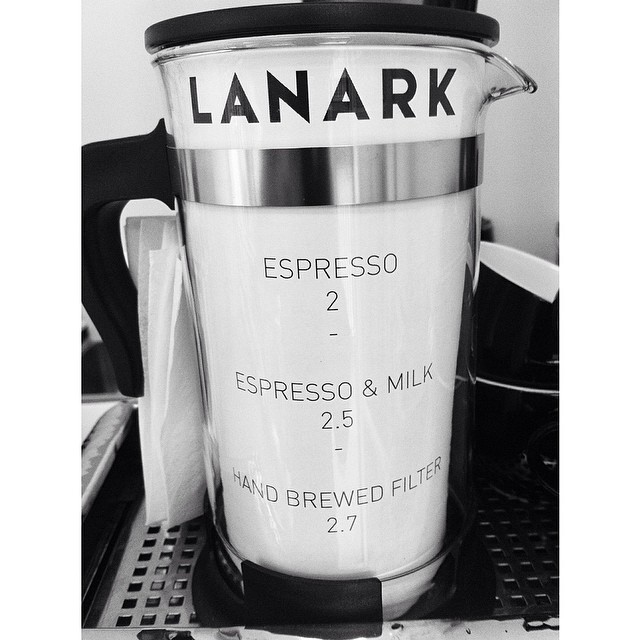 LANARK
ESPRESSO
2
-
ESPRESSO & MILK
2.5
-
HAND BREWED FILTER
2.7